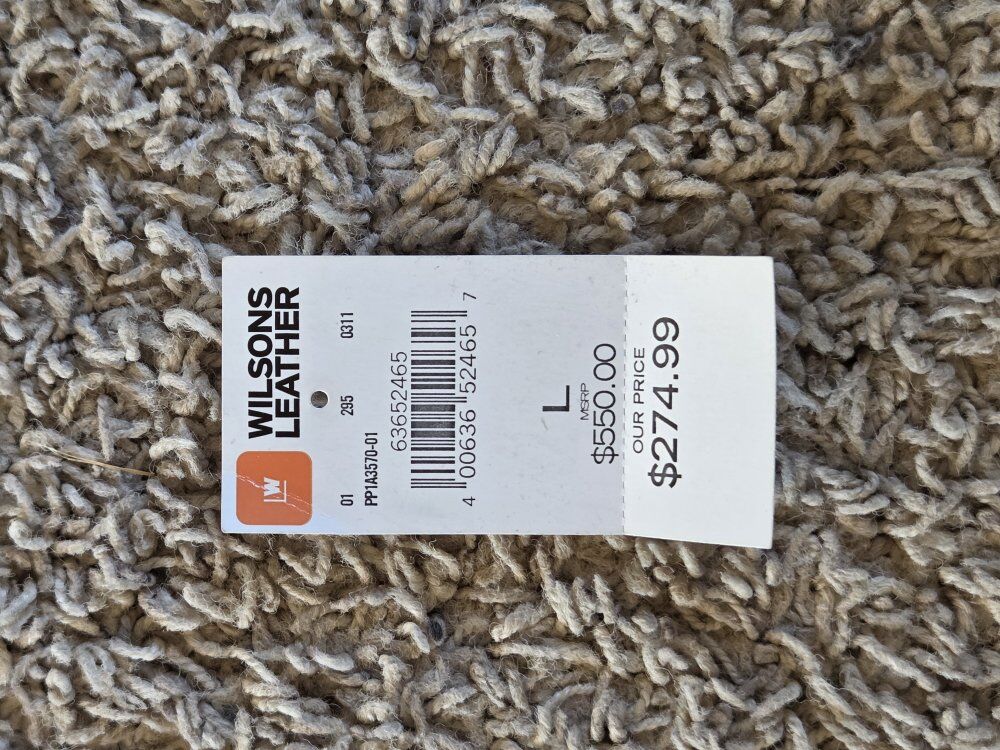 LW
WILSONS
LEATHER
01 295 0311
PP1A3570-01
63652465
4 00636 52465 7
L
MSRP
$550.00
OUR PRICE
$274.99